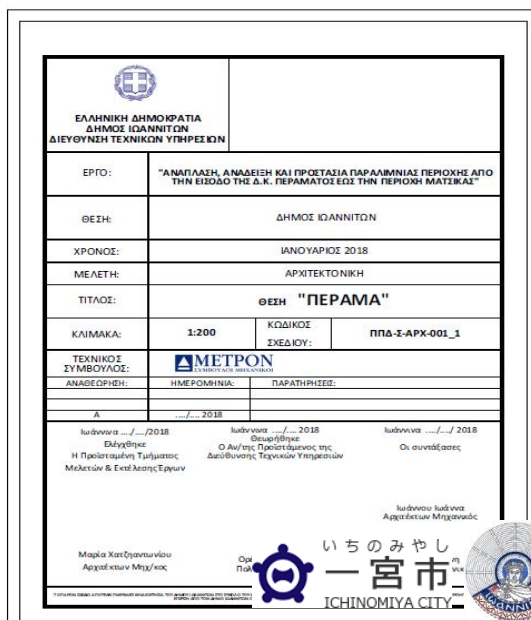 ΕΛΛΗΝΙΚΗ ΔΗΜΟΚΡΑΤΙΑ
ΔΗΜΟΣ ΙΩΑΝΝΙΤΩΝ
ΔΙΕΥΘΥΝΣΗ ΤΕΧΝΙΚΩΝ ΥΠΗΡΕΣΙΩΝ
ΕΡΓΟ: "ΑΝΑΠΛΑΣΗ, ΑΝΑΔΕΙΞΗ ΚΑΙ ΠΡΟΣΤΑΣΙΑ ΠΑΡΑΛΙΜΝΙΑΣ ΠΕΡΙΟΧΗΣ ΑΠΟ
ΤΗΝ ΕΙΣΟΔΟ ΤΗΣ Δ.Κ. ΠΕΡΑΜΑΤΟΣ ΕΩΣ ΤΗΝ ΠΕΡΙΟΧΗ ΜΑΤΣΙΚΑΣ"
ΘΕΣΗ: ΔΗΜΟΣ ΙΩΑΝΝΙΤΩΝ
ΧΡΟΝΟΣ: ΙΑΝΟΥΑΡΙΟΣ 2018
ΜΕΛΕΤΗ: ΑΡΧΙΤΕΚΤΟΝΙΚΗ
ΤΙΤΛΟΣ: ΘΕΣΗ "ΠΕΡΑΜΑ"
ΚΛΙΜΑΚΑ: 1:200 ΚΩΔΙΚΟΣ ΣΧΕΔΙΟΥ: ΠΠΔ-Σ-ΑΡΧ-001_1
ΤΕΧΝΙΚΟΣ ΣΥΜΒΟΥΛΟΣ: ΜΕΤΡΟΝ
ΣΥΜΒΟΥΛΟΙ ΜΗΧΑΝΙΚΟΙ
ΑΝΑΘΕΩΡΗΣΗ: ΗΜΕΡΟΜΗΝΙΑ: ΠΑΡΑΤΗΡΗΣΕΙΣ:
Α ..../.... 2018
Ιωάννινα ..../..../2018
Ελέγχθηκε
Η Προϊσταμένη Τμήματος
Μελετών & Εκτέλεσης Έργων
Μαρία Χατζηαντωνίου
Αρχιτέκτων Μηχ/κος
Ιωάννινα ..../.... 2018
Θεωρήθηκε
Ο Αν/της Προϊστάμενος της
Διεύθυνσης Τεχνικών Υπηρεσιών
Ιωάννινα ..../..../ 2018
Οι συντάξασες
Ιωάννου Ιωάννα
Αρχιτέκτων Μηχανικός
いちのみやし
一宮市
ICHINOMIYA CITY